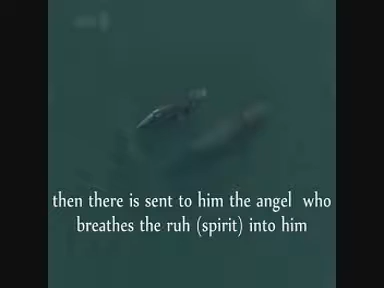 then there is sent to him the angel who
breathes the ruh (spirit) into him